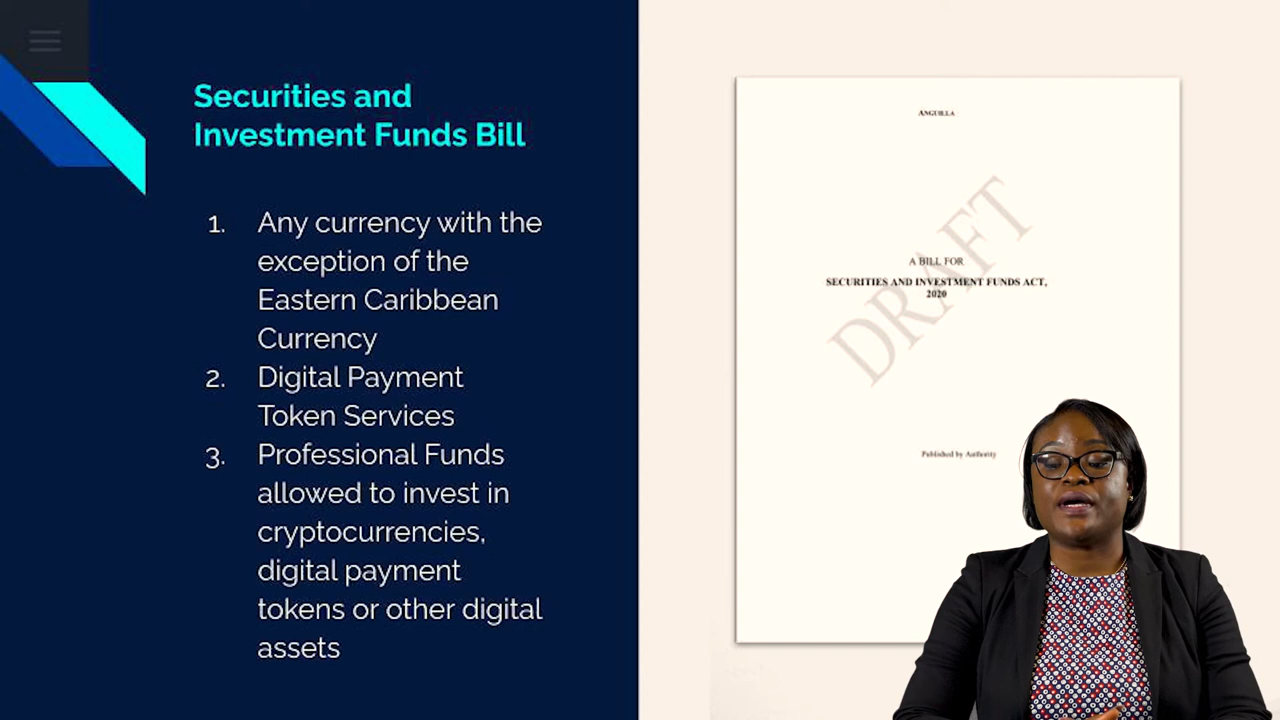 Securities and
Investment Funds Bill
1. Any currency with the
exception of the
Eastern Caribbean
Currency
2. Digital Payment
Token Services
3. Professional Funds
allowed to invest in
cryptocurrencies,
digital payment
tokens or other digital
assets
ANGUILLA
DRAFT
A BILL FOR
SECURITIES AND INVESTMENT FUNDS ACT,
2020
Published by Authority